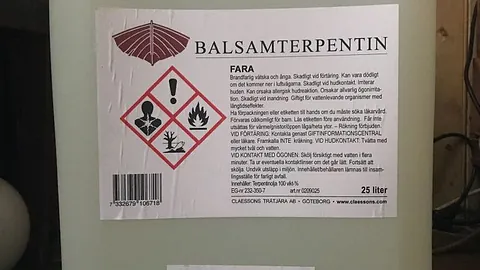 BALSAMTERPENTIN
FARA
Brandfarlig vätska och ånga. Skadligt vid förtäring. Kan vara dödligt
om det kommer ner i luftvägarna. Skadligt vid hudkontakt. Irriterar
huden. Kan orsaka allergisk hudreaktion. Orsakar allvarlig ögonirrita-
tion. Skadligt vid inandning. Giftigt för vattenlevande organismer med
långtidseffekter.
Ha förpackningen eller etiketten till hands om du måste söka läkarvård.
Förvaras oåtkomligt för barn. Läs etiketten före användning. Får inte
utsättas för värme/gnistor/öppen låga/heta ytor. – Rökning förbjuden.
VID FÖRTÄRING: Kontakta genast GIFTINFORMATIONSCENTRAL
eller läkare. Framkalla INTE kräkning. VID HUDKONTAKT: Tvätta med
mycket tvål och vatten.
VID KONTAKT MED ÖGONEN: Skölj försiktigt med vatten i flera
minuter. Ta ur eventuella kontaktlinser om det går lätt. Fortsätt att
skölja. Undvik utsläpp i miljön. Innehållet/behållaren lämnas till insam-
lingsställe för farligt avfall.
Innehåller: Terpentinolja 100 vikt-%
EG-nr 232-350-7 art.nr 0209025 25 liter
7 332679 106718
CLAESSONS TRÄTJÄRA AB • GÖTEBORG • www.claessons.com